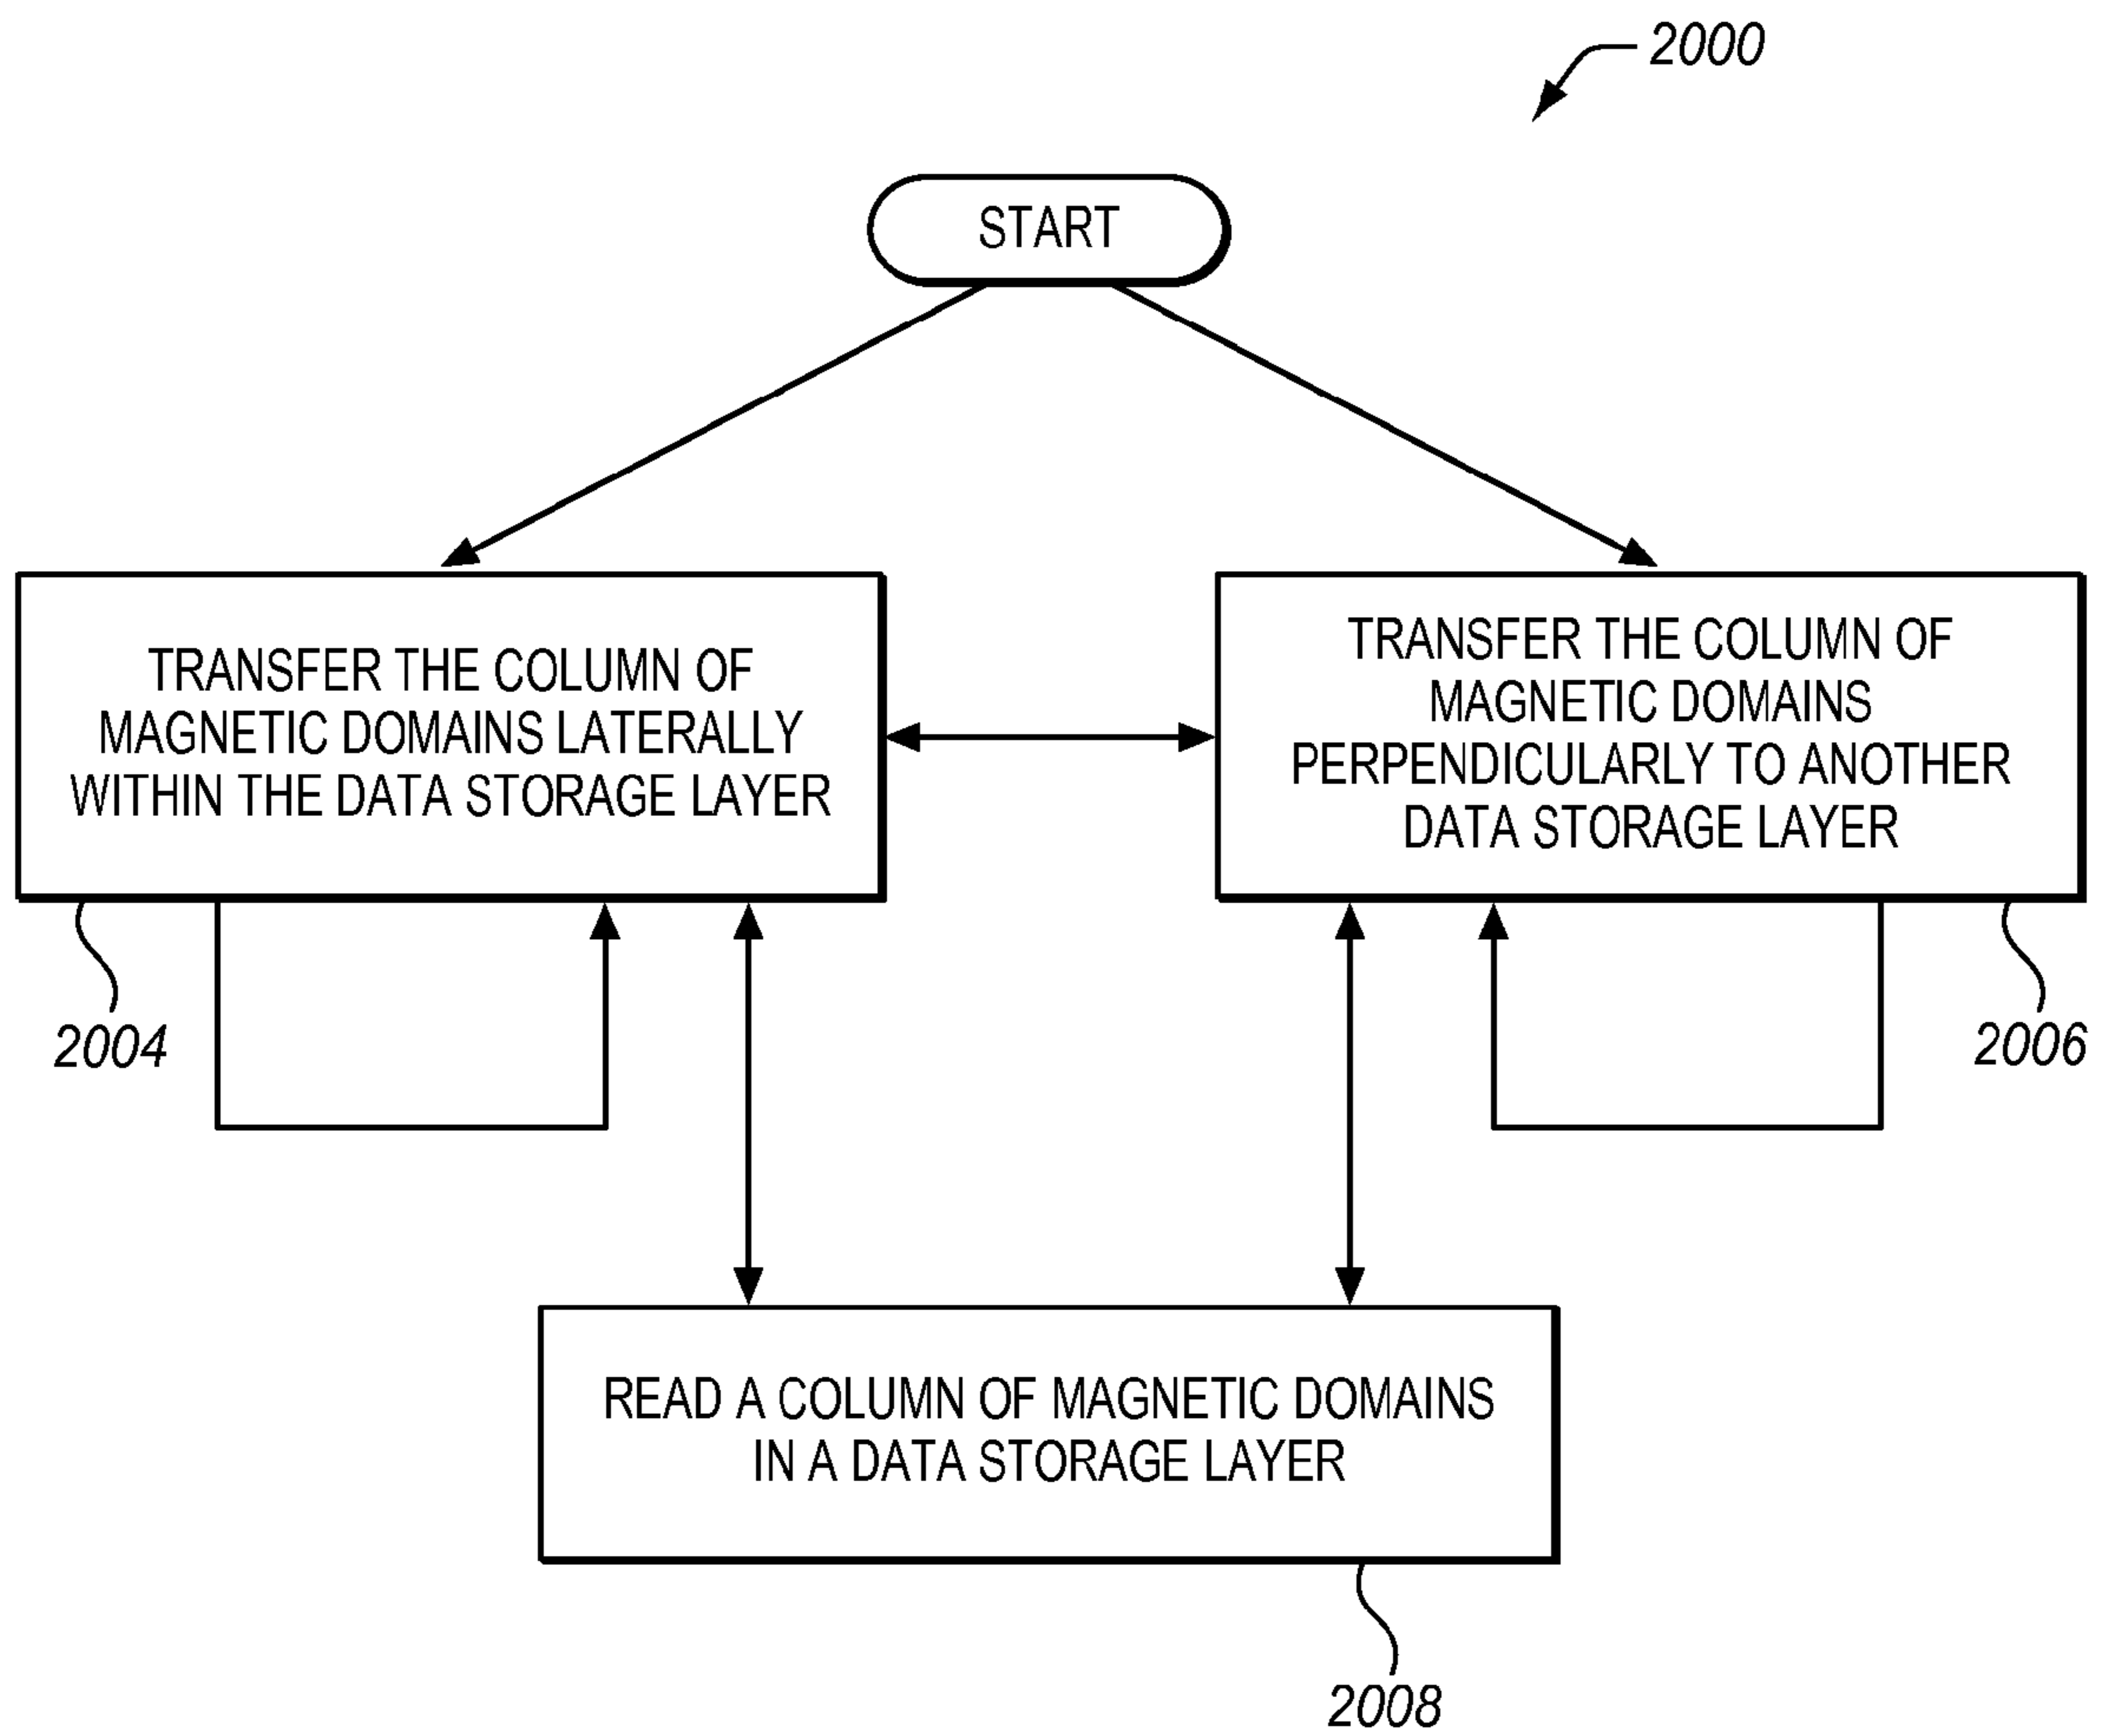 2000
START
TRANSFER THE COLUMN OF
MAGNETIC DOMAINS LATERALLY
WITHIN THE DATA STORAGE LAYER
TRANSFER THE COLUMN OF
MAGNETIC DOMAINS
PERPENDICULARLY TO ANOTHER
DATA STORAGE LAYER
2004
2006
READ A COLUMN OF MAGNETIC DOMAINS
IN A DATA STORAGE LAYER
2008